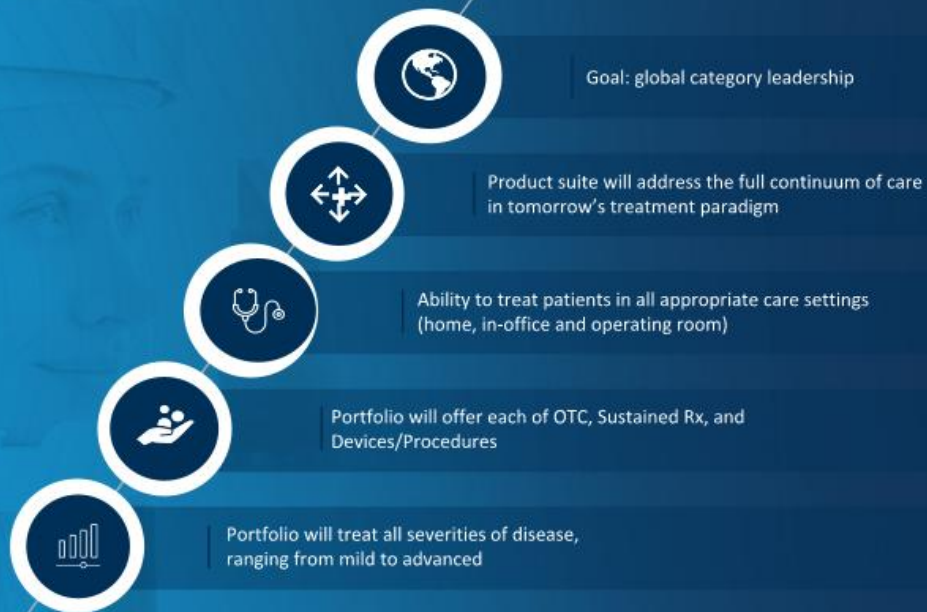 Goal: global category leadership
Product suite will address the full continuum of care
in tomorrow’s treatment paradigm
Ability to treat patients in all appropriate care settings
(home, in-office and operating room)
Portfolio will offer each of OTC, Sustained Rx, and
Devices/Procedures
Portfolio will treat all severities of disease,
ranging from mild to advanced